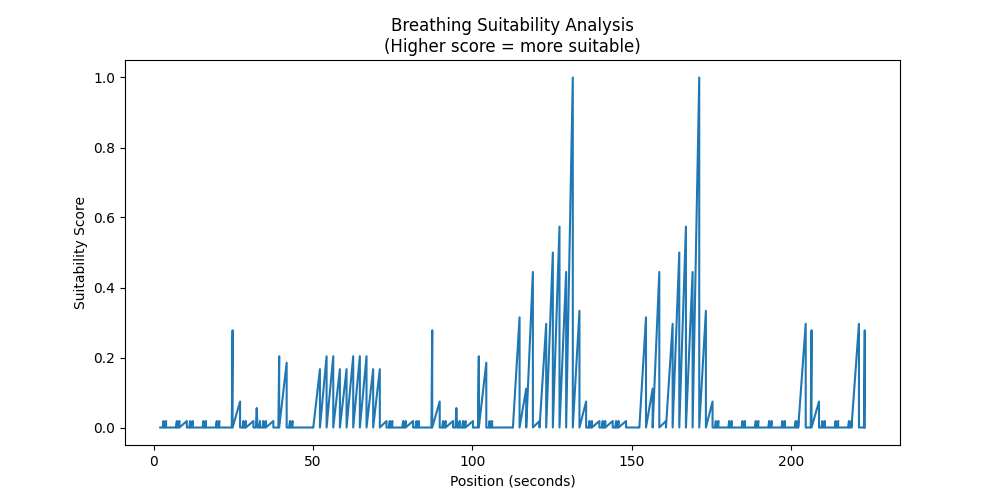 Breathing Suitability Analysis
(Higher score = more suitable)
1.0
0.8
0.6
0.4
0.2
0.0
Suitability Score
0 50 100 150 200
Position (seconds)